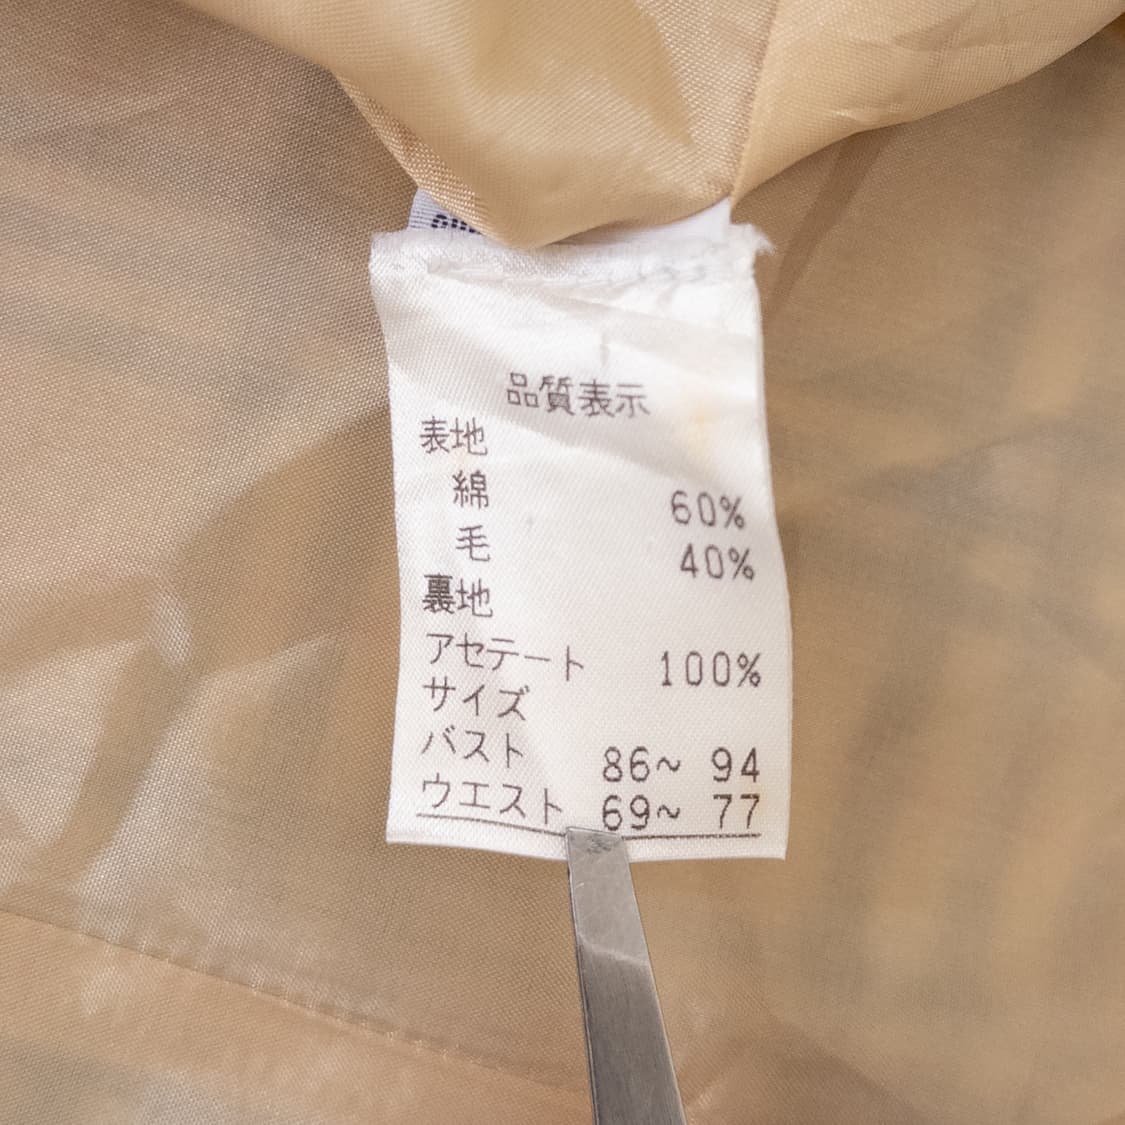 品質表示
表地
綿 60%
毛 40%
裏地
アセテート 100%
サイズ
バスト 86~ 94
ウエスト 69~ 77